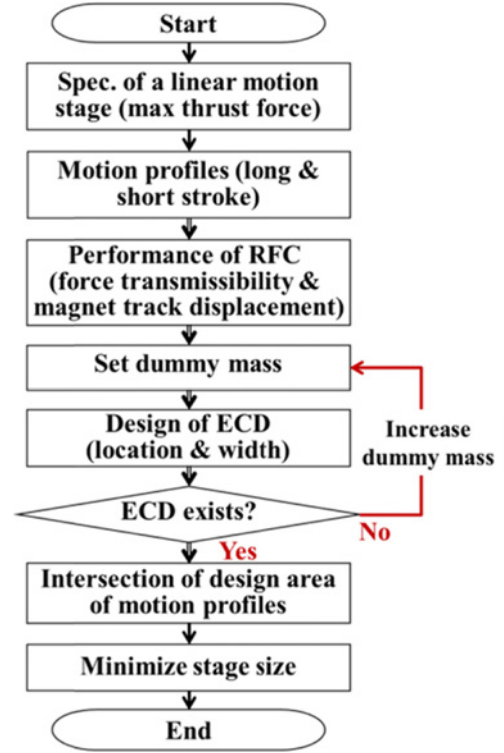 Start
Spec. of a linear motion
stage (max thrust force)
Motion profiles (long &
short stroke)
Performance of RFC
(force transmissibility &
magnet track displacement)
Set dummy mass
Design of ECD
(location & width)
Increase
dummy mass
ECD exists?
No
Yes
Intersection of design area
of motion profiles
Minimize stage size
End